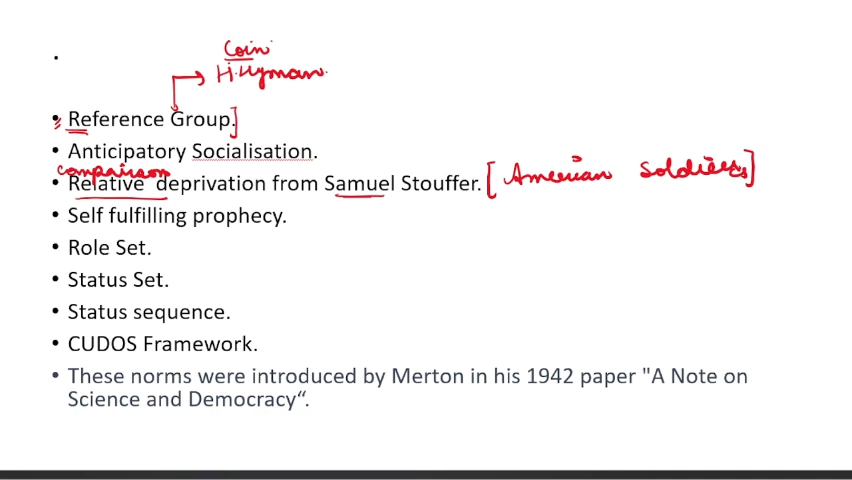 .
Coin
H.Hyman.
• Reference Group.]
• Anticipatory Socialisation.
comparison
• Relative deprivation from Samuel Stouffer. [American Soldiers]
• Self fulfilling prophecy.
• Role Set.
• Status Set.
• Status sequence.
• CUDOS Framework.
• These norms were introduced by Merton in his 1942 paper "A Note on
Science and Democracy“.